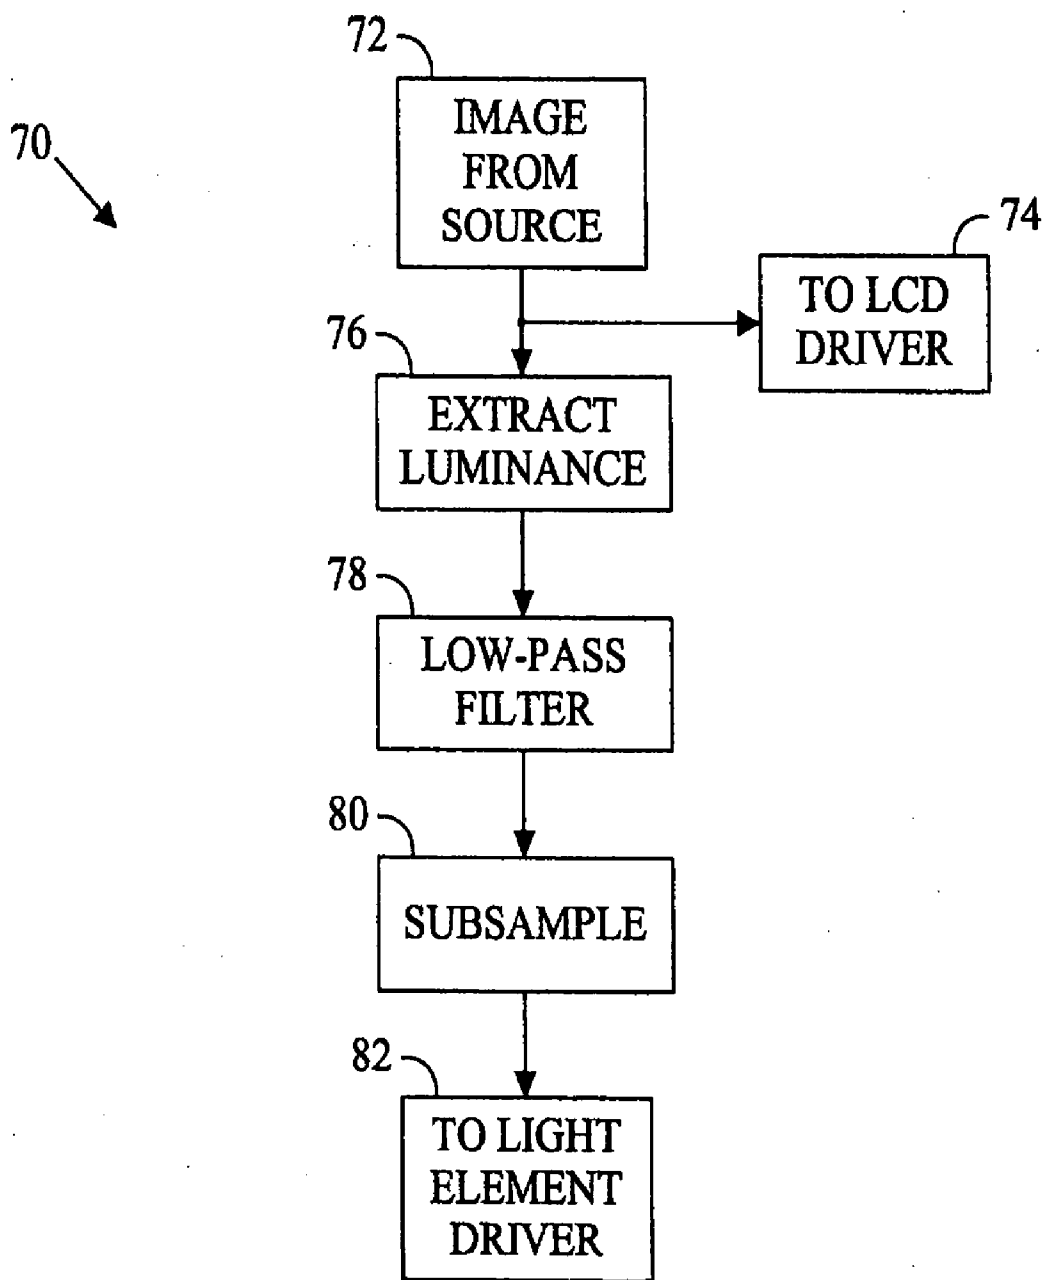 72
IMAGE
FROM
SOURCE
70
74
TO LCD
DRIVER
76
EXTRACT
LUMINANCE
78
LOW-PASS
FILTER
80
SUBSAMPLE
82
TO LIGHT
ELEMENT
DRIVER